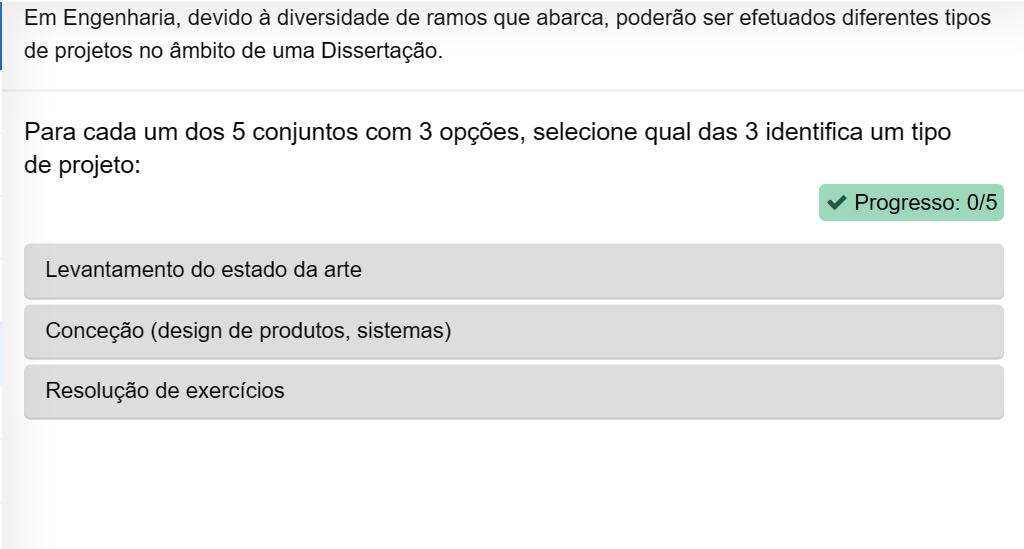 Em Engenharia, devido à diversidade de ramos que abarca, poderão ser efetuados diferentes tipos
de projetos no âmbito de uma Dissertação.
Para cada um dos 5 conjuntos com 3 opções, selecione qual das 3 identifica um tipo
de projeto:
Progresso: 0/5
Levantamento do estado da arte
Conceção (design de produtos, sistemas)
Resolução de exercícios